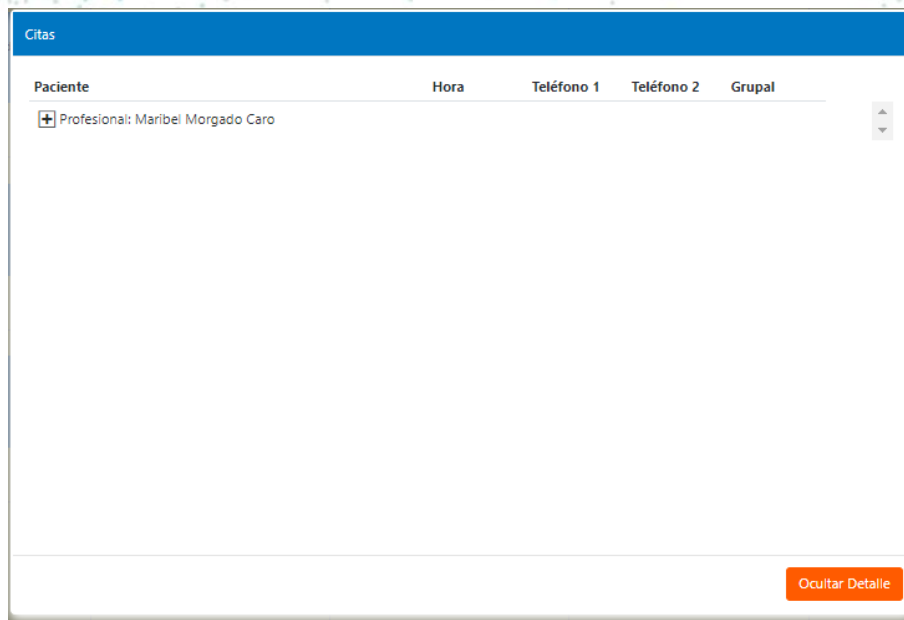 Citas
Paciente Hora Teléfono 1 Teléfono 2 Grupal
Profesional: Maribel Morgado Caro
Ocultar Detalle